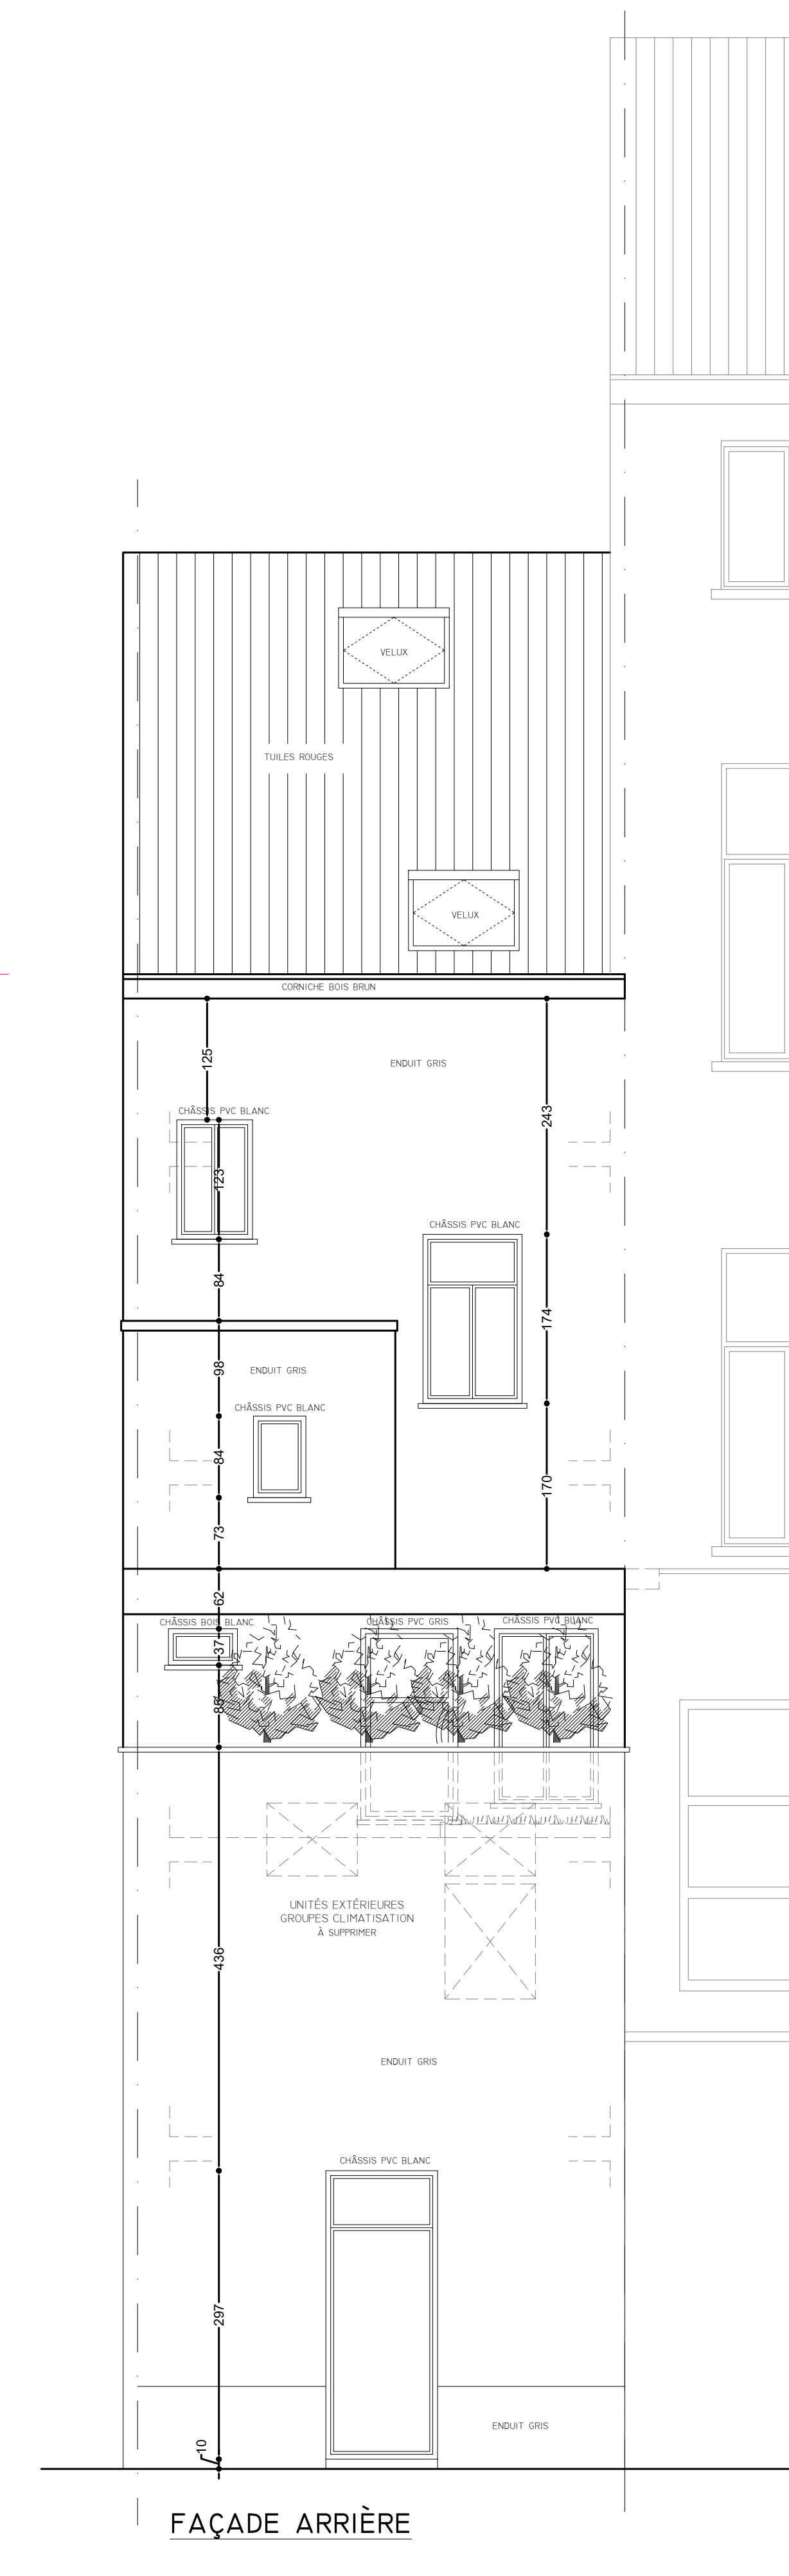 VELUX
TUILES ROUGES
VELUX
CORNICHE BOIS BRUN
125
ENDUIT GRIS
CHÂSSIS PVC BLANC
243
123
CHÂSSIS PVC BLANC
84
174
98
ENDUIT GRIS
CHÂSSIS PVC BLANC
84
170
73
62
CHÂSSIS BOIS BLANC
CHÂSSIS PVC GRIS
CHÂSSIS PVC BLANC
37
85
UNITÉS EXTÉRIEURES
GROUPES CLIMATISATION
À SUPPRIMER
436
ENDUIT GRIS
CHÂSSIS PVC BLANC
297
ENDUIT GRIS
10
FAÇADE ARRIÈRE